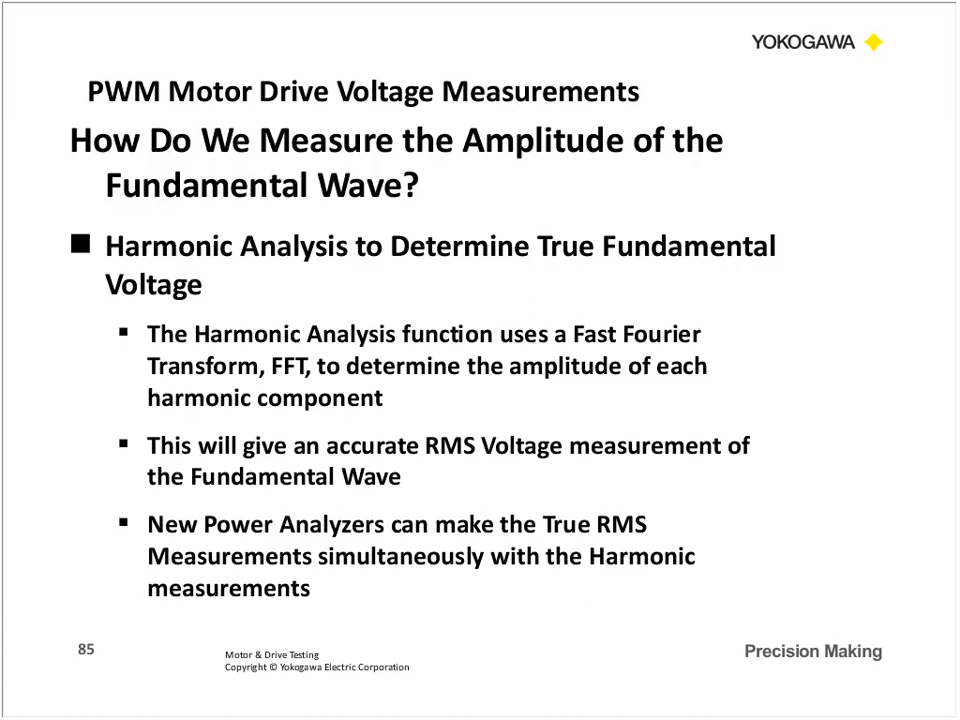 YOKOGAWA
PWM Motor Drive Voltage Measurements
How Do We Measure the Amplitude of the
Fundamental Wave?
Harmonic Analysis to Determine True Fundamental
Voltage
The Harmonic Analysis function uses a Fast Fourier
Transform, FFT, to determine the amplitude of each
harmonic component
This will give an accurate RMS Voltage measurement of
the Fundamental Wave
New Power Analyzers can make the True RMS
Measurements simultaneously with the Harmonic
measurements
85
Motor & Drive Testing
Copyright © Yokogawa Electric Corporation
Precision Making